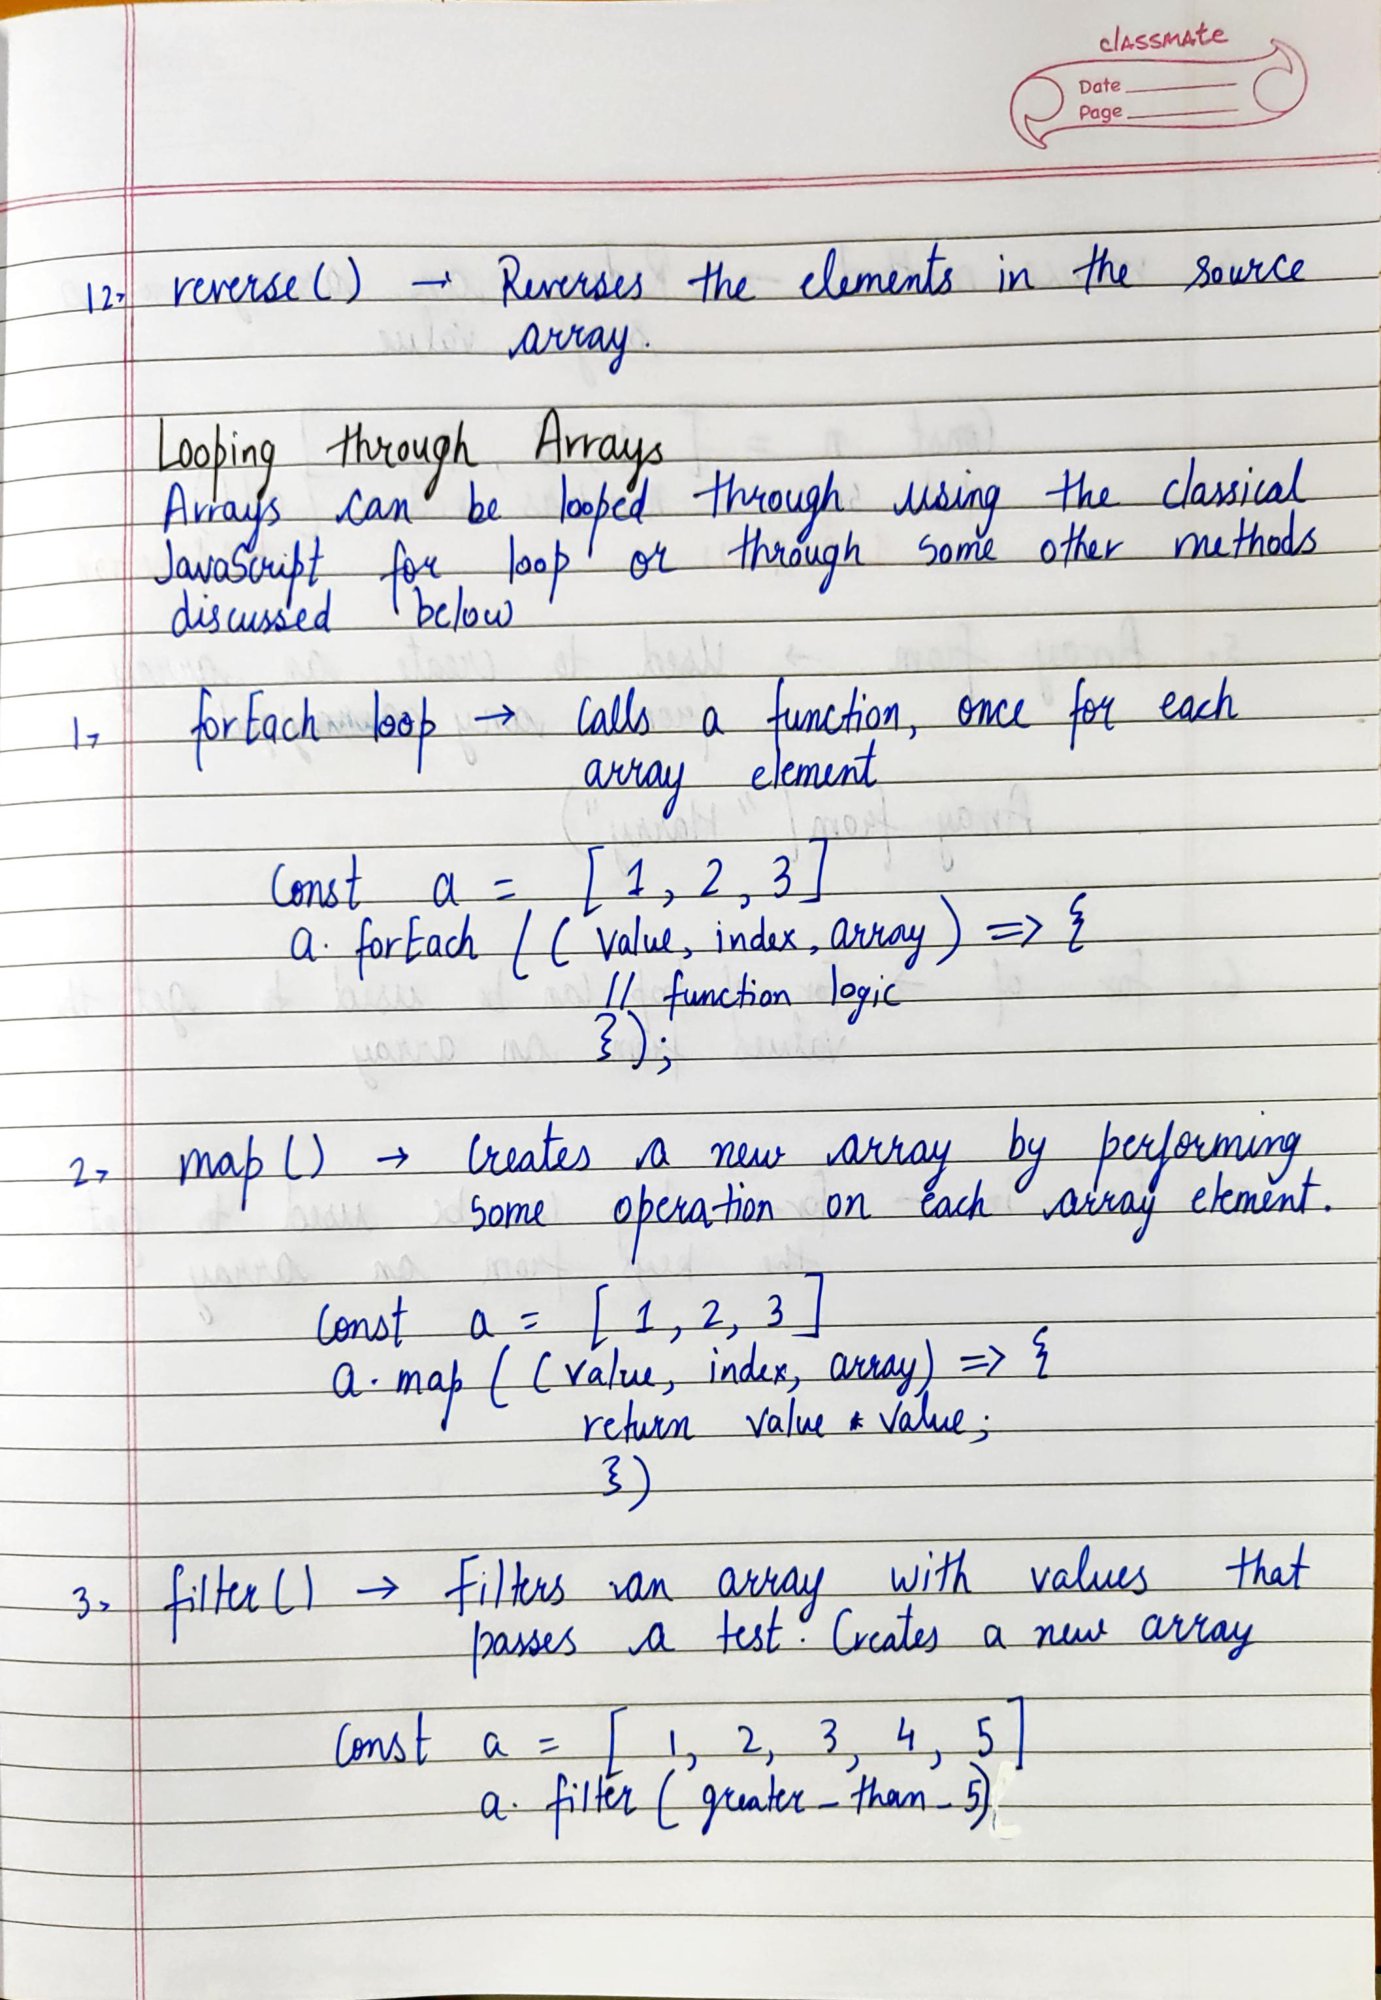 classmate
Date
Page
12, reverse() → Reverses the elements in the source
array.
Looping through Arrays
Arrays can be looped through using the classical
JavaScript for loop or through some other methods
discussed below
1, forEach loop → Calls a function, once for each
array element
Const a = [1, 2, 3]
a. forEach ((value, index, array) => {
// function logic
});
2, map() → Creates a new array by performing
some operation on each array element.
Const a = [1, 2, 3]
a. map ((value, index, array) => {
return value * value;
})
3, filter() → Filters an array with values that
passes a test. Creates a new array
Const a = [1, 2, 3, 4, 5]
a. filter (greater_than_5)